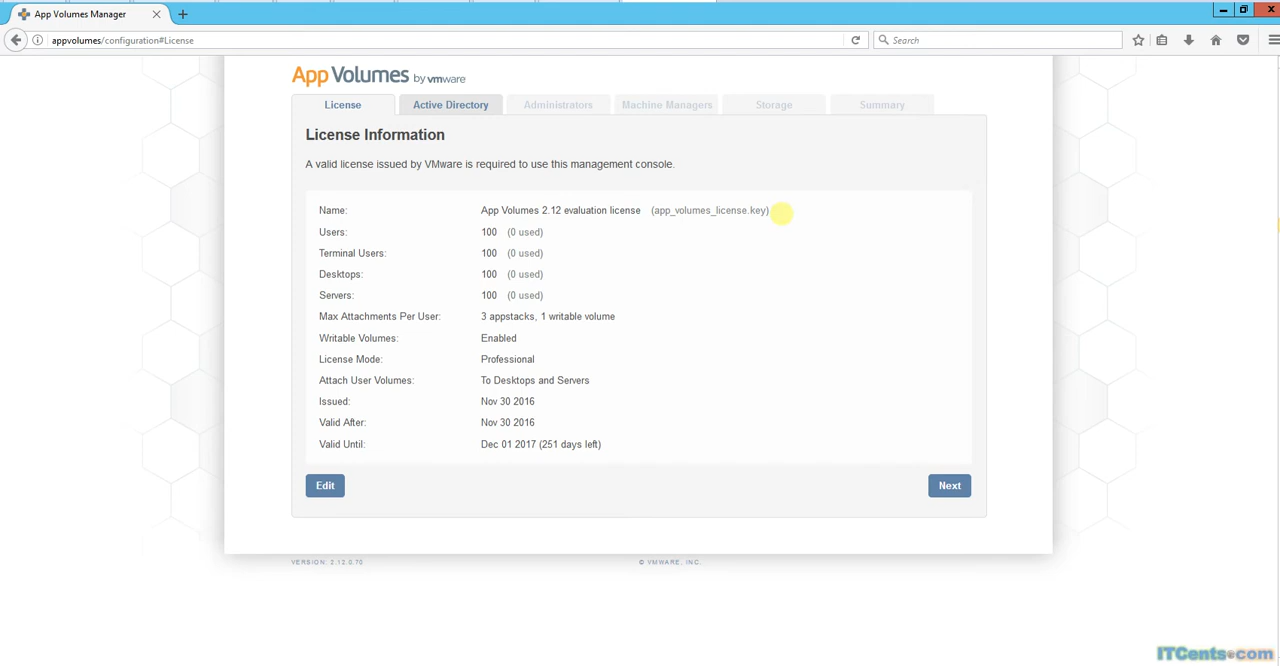 App Volumes Manager
appvolumes/configuration#License
Search
App Volumes by vmware
License Active Directory Administrators Machine Managers Storage Summary
License Information
A valid license issued by VMware is required to use this management console.
Name: App Volumes 2.12 evaluation license (app_volumes_license.key)
Users: 100 (0 used)
Terminal Users: 100 (0 used)
Desktops: 100 (0 used)
Servers: 100 (0 used)
Max Attachments Per User: 3 appstacks, 1 writable volume
Writable Volumes: Enabled
License Mode: Professional
Attach User Volumes: To Desktops and Servers
Issued: Nov 30 2016
Valid After: Nov 30 2016
Valid Until: Dec 01 2017 (251 days left)
Edit Next
VERSION: 2.12.0.70 © VMWARE, INC.
ITCents.com